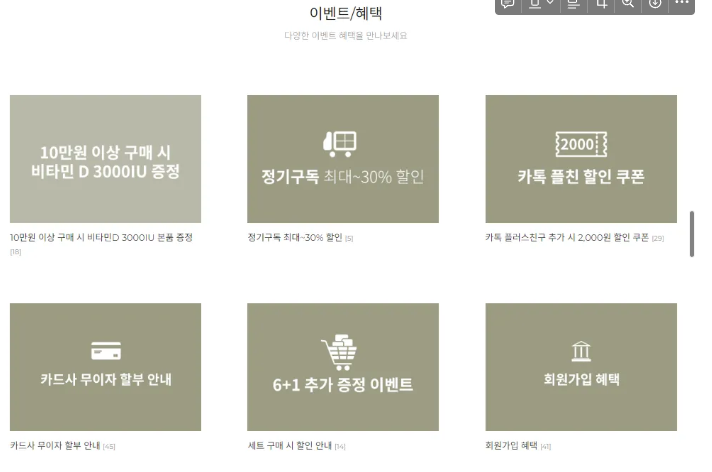 이벤트/혜택
다양한 이벤트 혜택을 만나보세요
10만원 이상 구매 시
비타민 D 3000IU 증정
10만원 이상 구매 시 비타민D 3000IU 본품 증정
[18]
정기구독 최대~30% 할인
정기구독 최대~30% 할인 [5]
2000
카톡 플친 할인 쿠폰
카톡 플러스친구 추가 시 2,000원 할인 쿠폰 [29]
카드사 무이자 할부 안내
카드사 무이자 할부 안내 [45]
6+1 추가 증정 이벤트
세트 구매 시 할인 안내 [14]
회원가입 혜택
회원가입 혜택 [41]